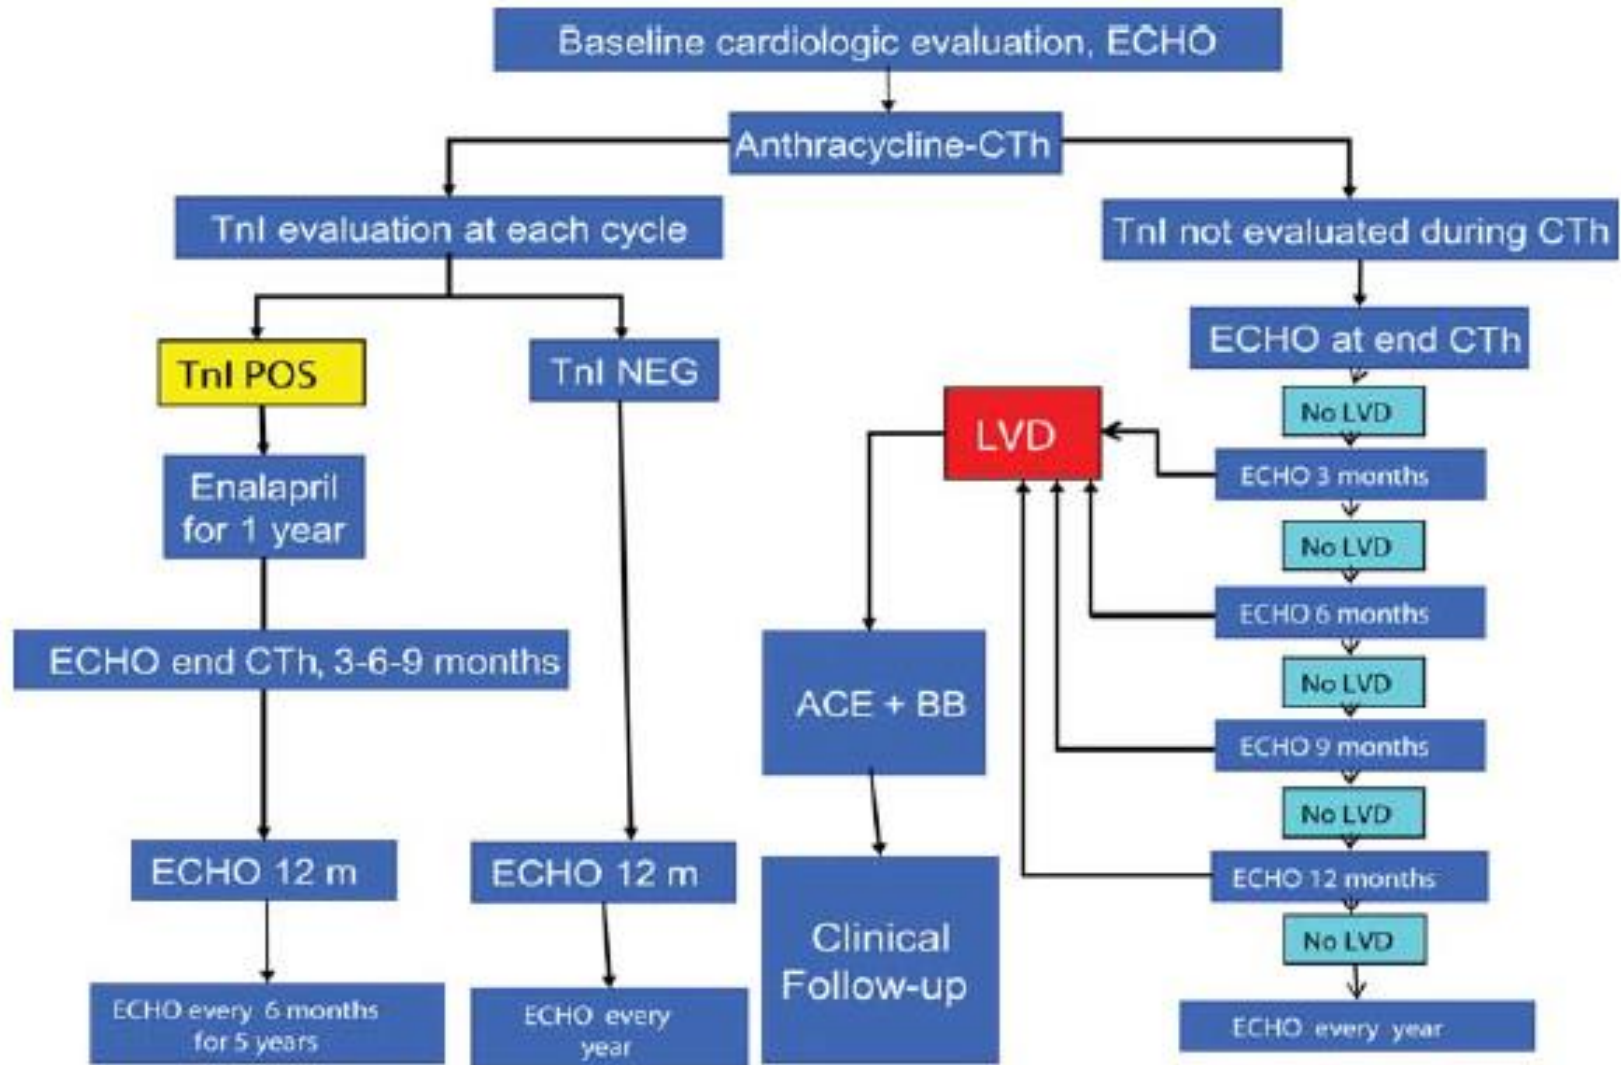 Baseline cardiologic evaluation, ECHO
Anthracycline-CTh
TnI evaluation at each cycle
TnI not evaluated during CTh
TnI POS
TnI NEG
Enalapril
for 1 year
ECHO end CTh, 3-6-9 months
ECHO 12 m
ECHO every 6 months
for 5 years
ECHO 12 m
ECHO every
year
LVD
ACE + BB
Clinical
Follow-up
ECHO at end CTh
No LVD
ECHO 3 months
No LVD
ECHO 6 months
No LVD
ECHO 9 months
No LVD
ECHO 12 months
No LVD
ECHO every year